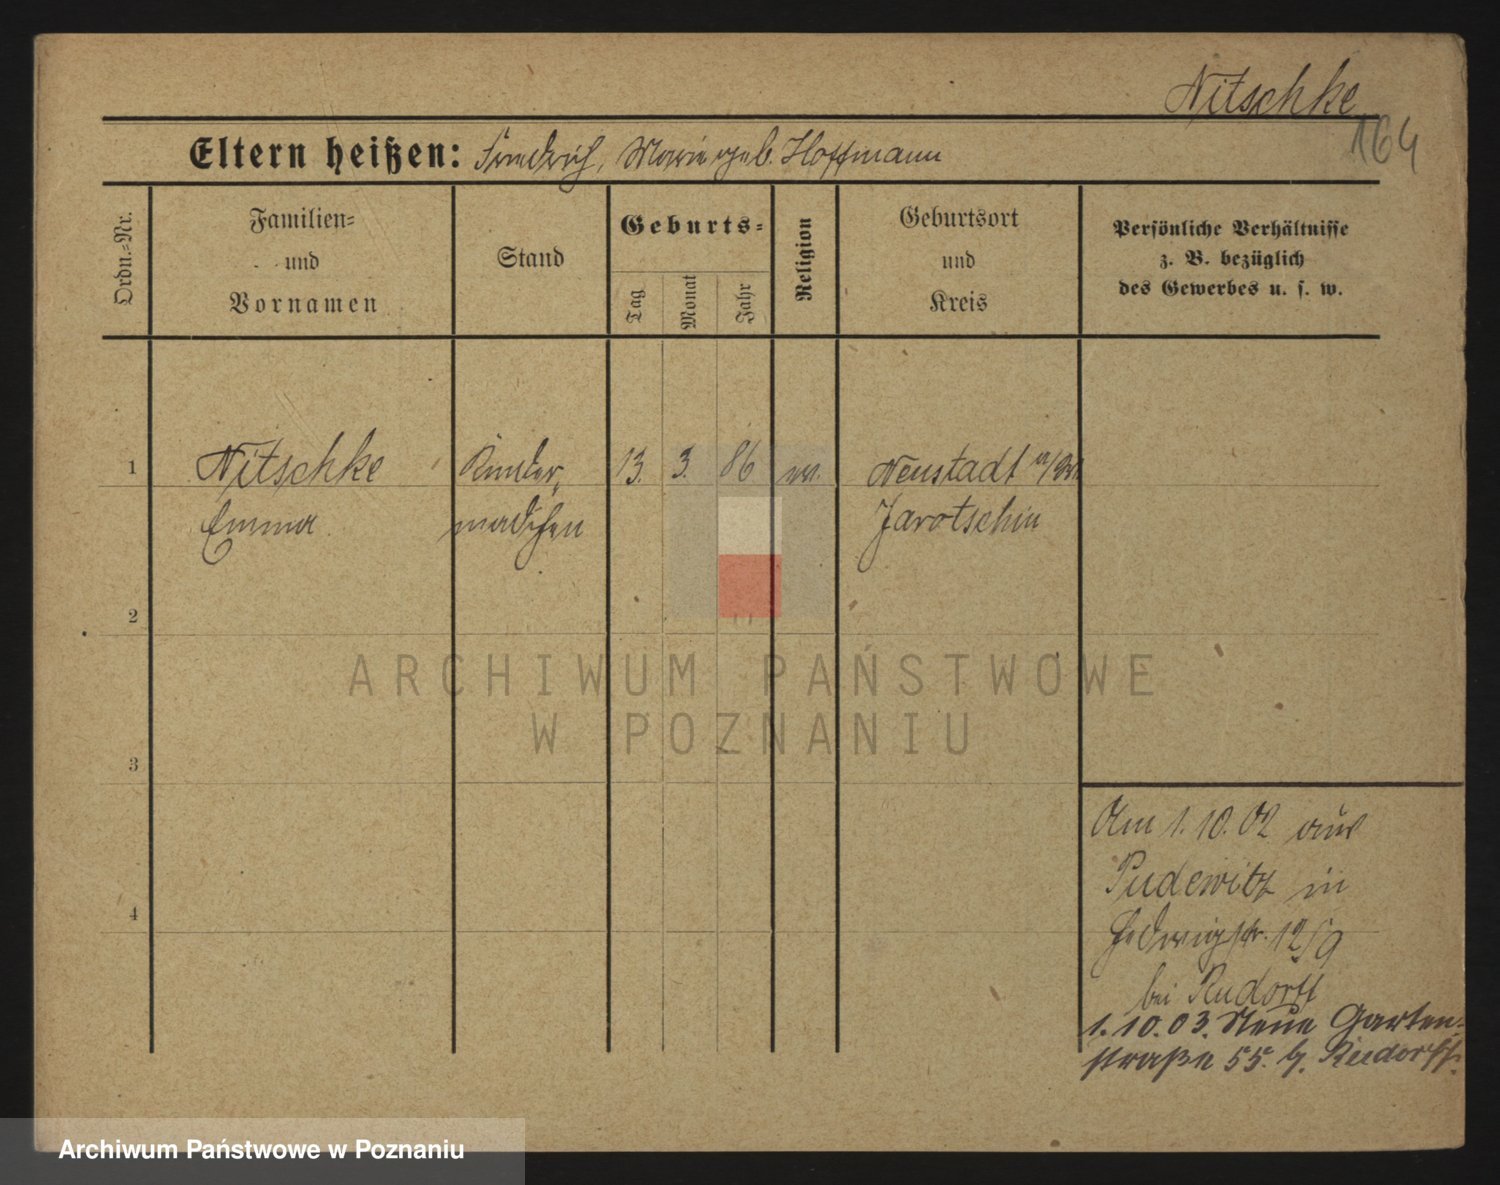 Nitschke
164
Eltern heißen: Friedrich, Marie geb. Hoffmann
Ordn.-Nr.
Familien-
und
Vornamen
Stand
Geburts-
Tag
Monat
Jahr
Religion
Geburtsort
und
Kreis
Persönliche Verhältnisse
z. B. bezüglich
des Gewerbes u. s. w.
1 Nitschke Kinder, 13. 3. 86 ev. Neustadt a/W.
Emma mädchen Jarotschin
2
3
4
Am 1.10.02 aus
Pudewitz in
Hedwigstr. 12/9
bei Rudorff
1.10.03. Neue Garten-
straße 55. b. Rudorff.
ARCHIWUM PAŃSTWOWE
W POZNANIU
Archiwum Państwowe w Poznaniu